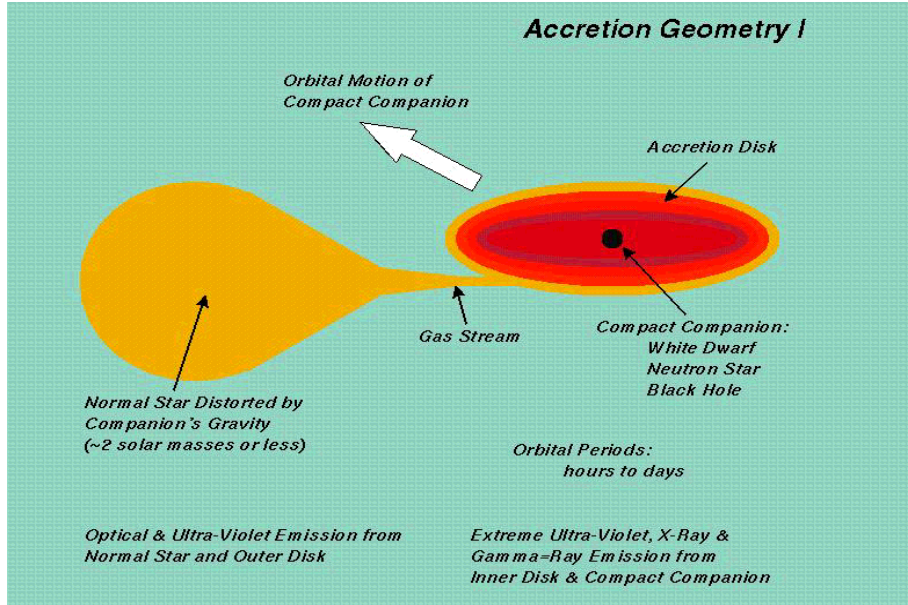 Accretion Geometry I
Orbital Motion of
Compact Companion
Accretion Disk
Gas Stream
Compact Companion:
White Dwarf
Neutron Star
Black Hole
Normal Star Distorted by
Companion's Gravity
(~2 solar masses or less)
Orbital Periods:
hours to days
Optical & Ultra-Violet Emission from
Normal Star and Outer Disk
Extreme Ultra-Violet, X-Ray &
Gamma=Ray Emission from
Inner Disk & Compact Companion